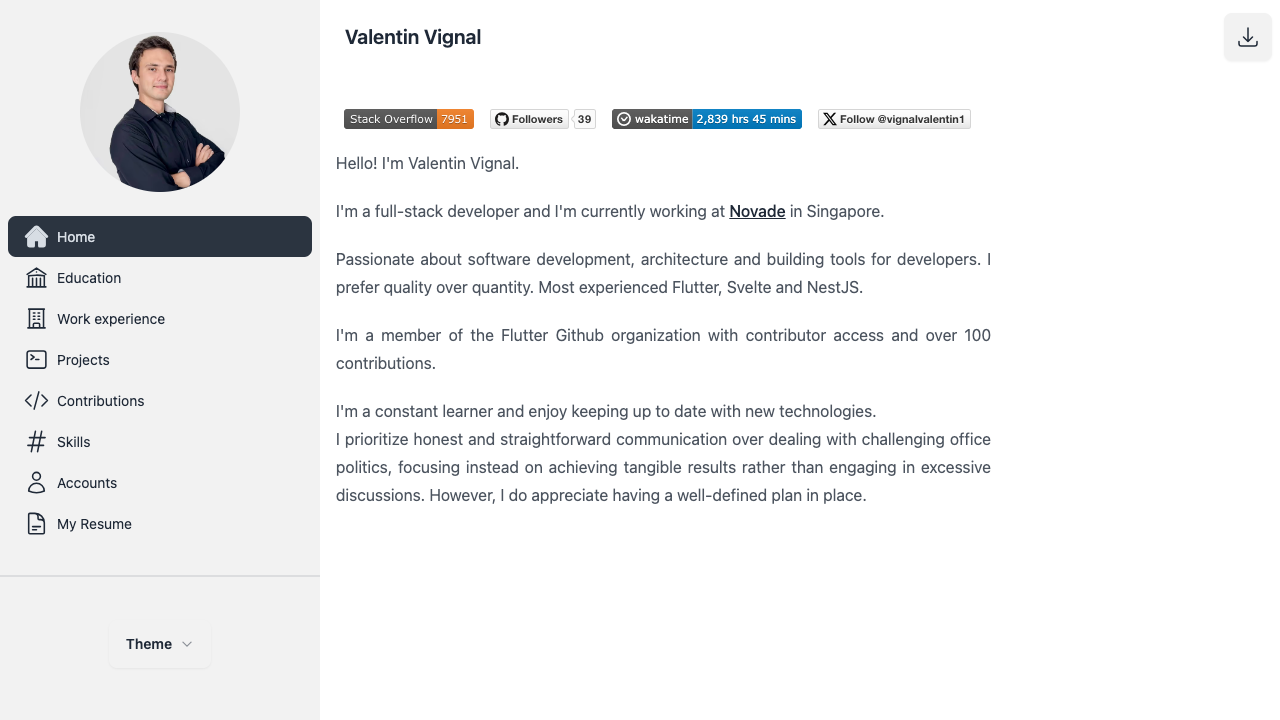 Valentin Vignal
Home
Education
Work experience
Projects
Contributions
Skills
Accounts
My Resume
Theme
Stack Overflow 7951
Followers 39
wakatime 2,839 hrs 45 mins
Follow @vignalvalentin1
Hello! I'm Valentin Vignal.
I'm a full-stack developer and I'm currently working at Novade in Singapore.
Passionate about software development, architecture and building tools for developers. I
prefer quality over quantity. Most experienced Flutter, Svelte and NestJS.
I'm a member of the Flutter Github organization with contributor access and over 100
contributions.
I'm a constant learner and enjoy keeping up to date with new technologies.
I prioritize honest and straightforward communication over dealing with challenging office
politics, focusing instead on achieving tangible results rather than engaging in excessive
discussions. However, I do appreciate having a well-defined plan in place.